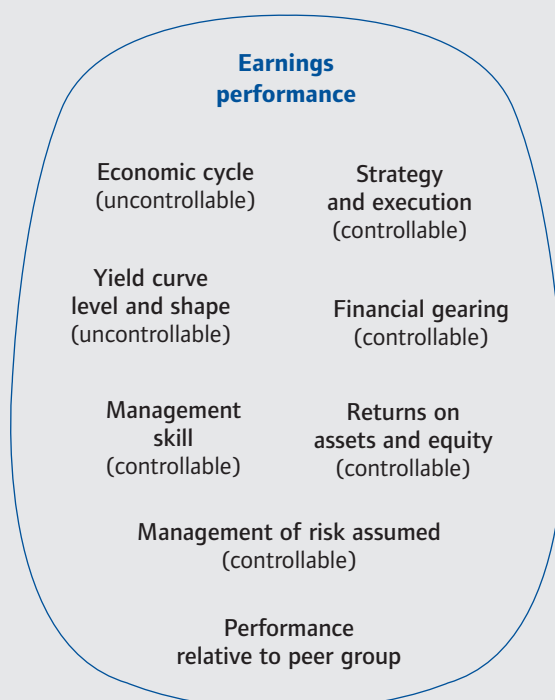 Earnings
performance
Economic cycle
(uncontrollable)
Strategy
and execution
(controllable)
Yield curve
level and shape
(uncontrollable)
Financial gearing
(controllable)
Management
skill
(controllable)
Returns on
assets and equity
(controllable)
Management of risk assumed
(controllable)
Performance
relative to peer group